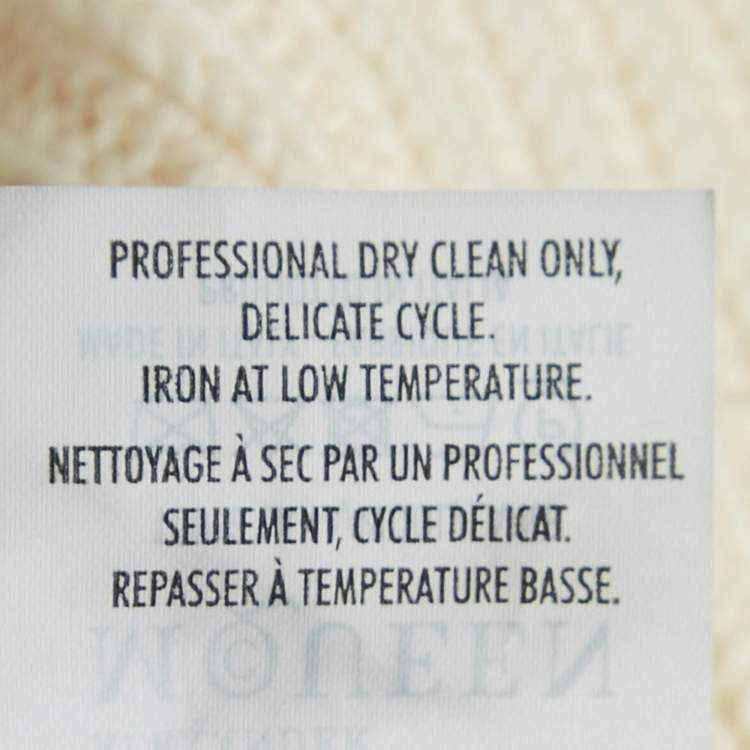 PROFESSIONAL DRY CLEAN ONLY,
DELICATE CYCLE.
IRON AT LOW TEMPERATURE.
NETTOYAGE À SEC PAR UN PROFESSIONNEL
SEULEMENT, CYCLE DÉLICAT.
REPASSER À TEMPERATURE BASSE.